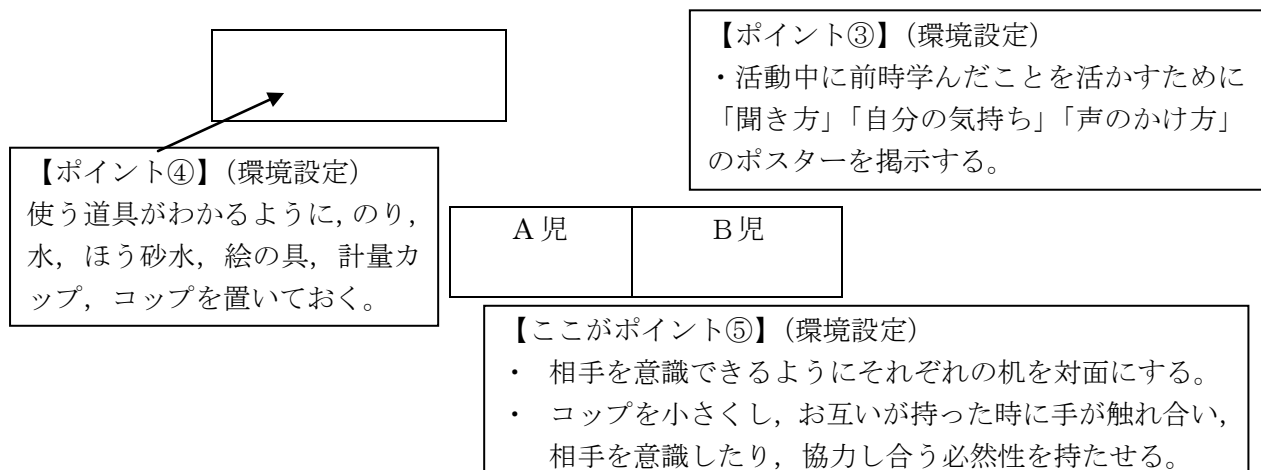 【ポイント③】（環境設定）
・活動中に前時学んだことを活かすために
「聞き方」「自分の気持ち」「声のかけ方」
のポスターを掲示する。
【ポイント④】（環境設定）
使う道具がわかるように，のり，
水，ほう砂水，絵の具，計量カ
ップ，コップを置いておく。
A児 B児
【ここがポイント⑤】（環境設定）
・ 相手を意識できるようにそれぞれの机を対面にする。
・ コップを小さくし，お互いが持った時に手が触れ合い，
相手を意識したり，協力し合う必然性を持たせる。